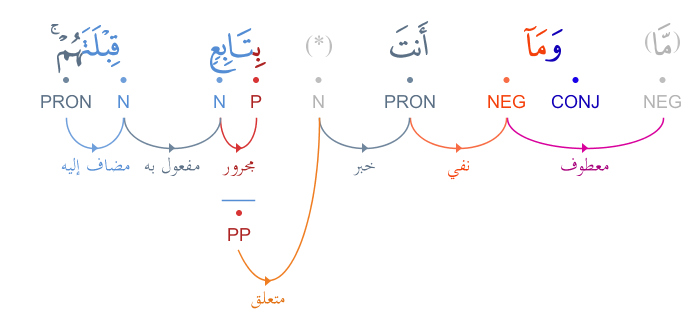 (مَّا) وَمَآ أَنتَ (*) بِتَابِعٍ قِبْلَتَهُمْ ۚ
NEG CONJ NEG PRON N P N N PRON
معطوف نفي خبر مجرور مفعول به مضاف إليه
PP
متعلق